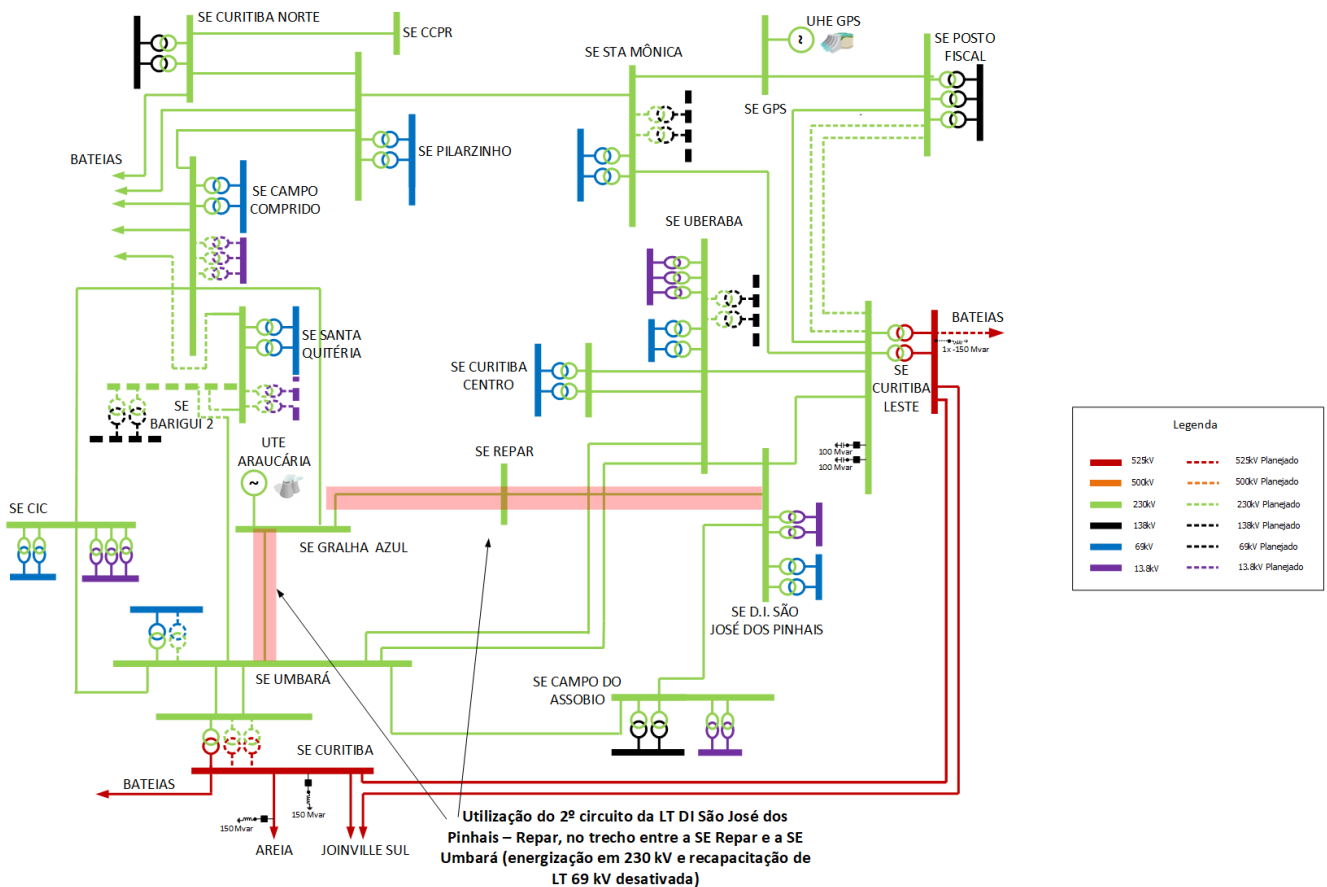 SE CURITIBA NORTE
SE CCPR
UHE GPS
~
SE STA MÔNICA
SE POSTO
FISCAL
SE GPS
BATEIAS
SE PILARZINHO
SE CAMPO
COMPRIDO
SE UBERABA
SE SANTA
QUITÉRIA
BATEIAS
1x -150 Mvar
SE
CURITIBA
LESTE
SE CURITIBA
CENTRO
SE
BARIGUI 2
UTE
ARAUCÁRIA
~
SE REPAR
100 Mvar
100 Mvar
Legenda
525kV
525kV Planejado
500kV
500kV Planejado
230kV
230kV Planejado
138kV
138kV Planejado
69kV
69kV Planejado
13.8kV
13.8kV Planejado
SE CIC
SE GRALHA AZUL
SE D.I. SÃO
JOSÉ DOS PINHAIS
SE UMBARÁ
SE CAMPO DO
ASSOBIO
SE CURITIBA
BATEIAS
150 Mvar
150 Mvar
AREIA
JOINVILLE SUL
Utilização do 2º circuito da LT DI São José dos
Pinhais – Repar, no trecho entre a SE Repar e a SE
Umbará (energização em 230 kV e recapacitação de
LT 69 kV desativada)